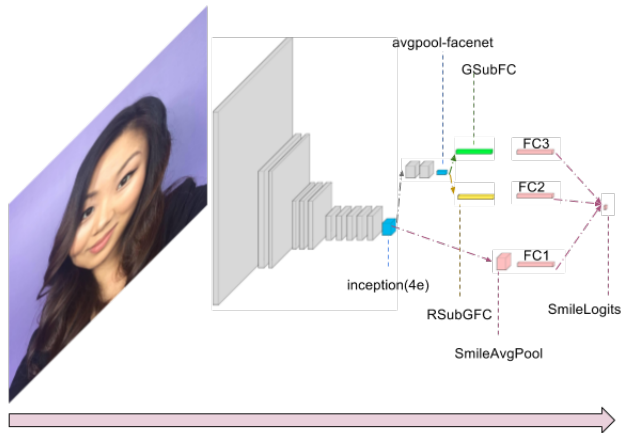 avgpool-facenet
GSubFC
FC3
FC2
FC1
inception(4e)
RSubGFC
SmileLogits
SmileAvgPool